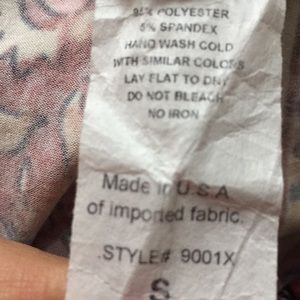 95% POLYESTER
5% SPANDEX
HAND WASH COLD
WITH SIMILAR COLORS
LAY FLAT TO DRY
DO NOT BLEACH
NO IRON
Made in U.S.A
of imported fabric.
STYLE# 9001X
S